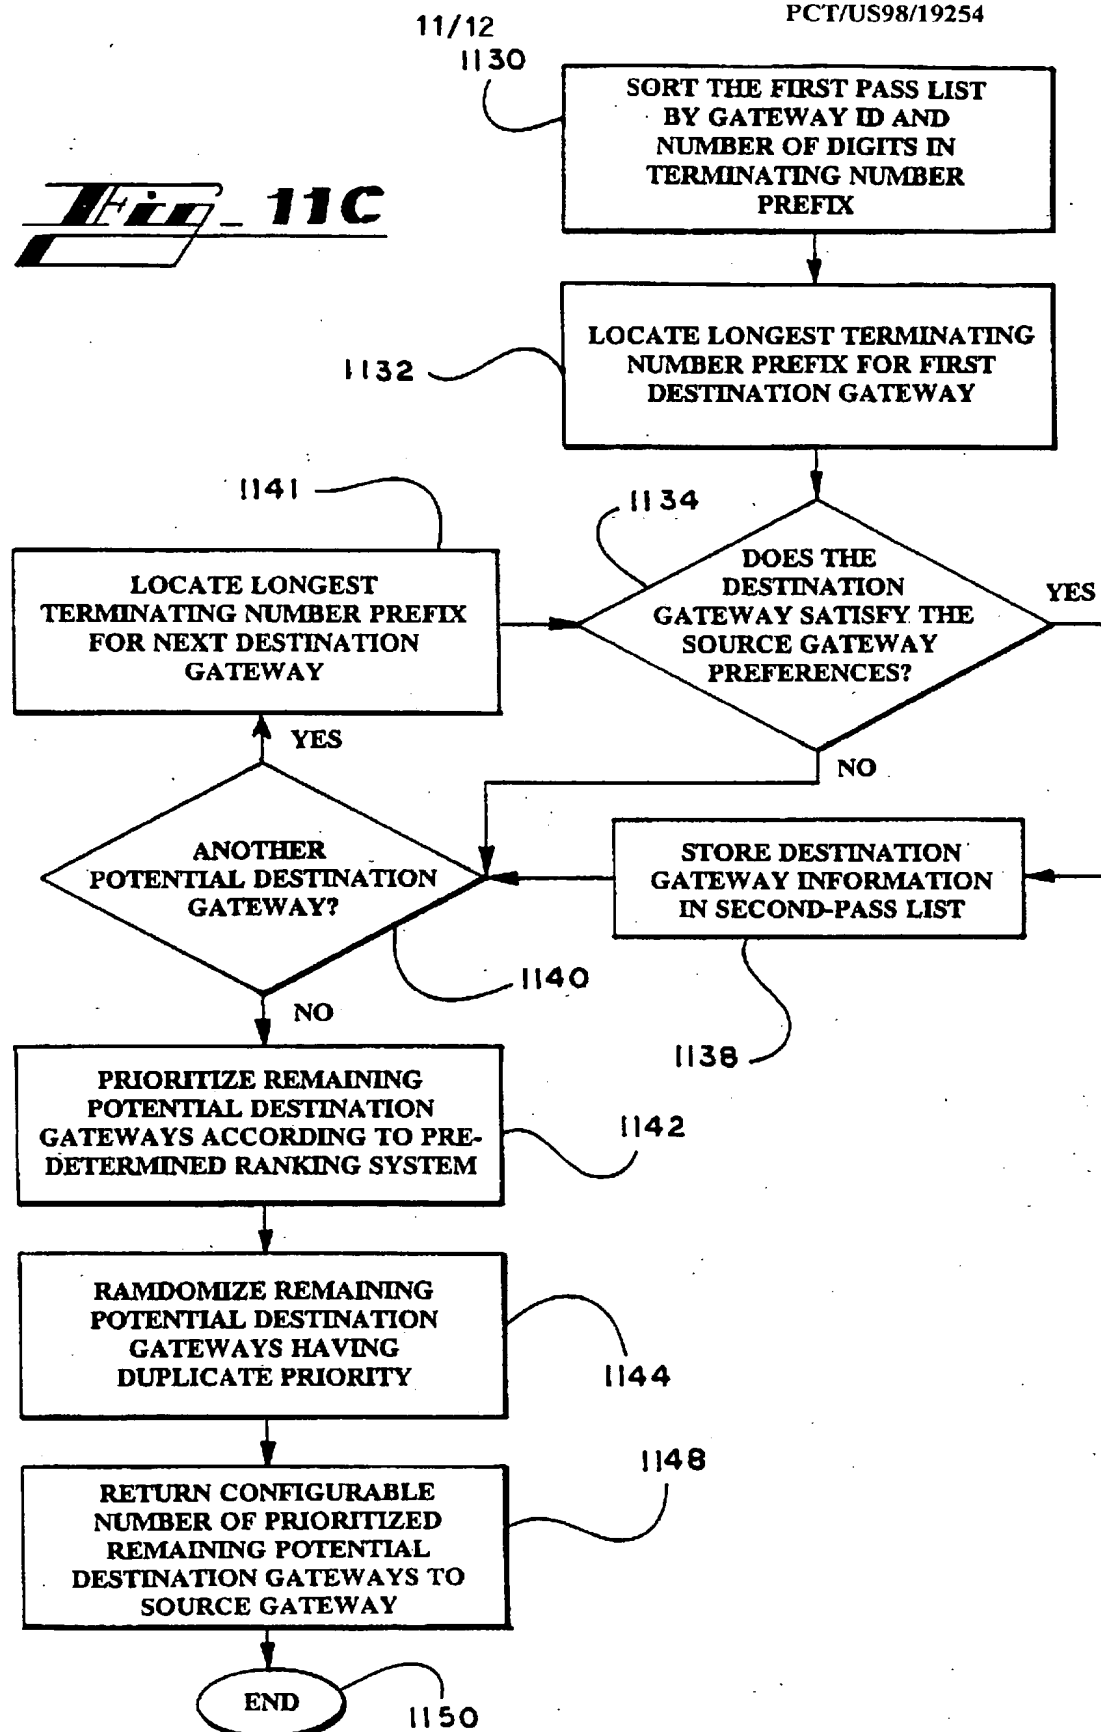 PCT/US98/19254
11/12
Fig_ 11C
1130
SORT THE FIRST PASS LIST
BY GATEWAY ID AND
NUMBER OF DIGITS IN
TERMINATING NUMBER
PREFIX
1132
LOCATE LONGEST TERMINATING
NUMBER PREFIX FOR FIRST
DESTINATION GATEWAY
1141
LOCATE LONGEST
TERMINATING NUMBER PREFIX
FOR NEXT DESTINATION
GATEWAY
1134
DOES THE
DESTINATION
GATEWAY SATISFY THE
SOURCE GATEWAY
PREFERENCES?
YES
YES
NO
ANOTHER
POTENTIAL DESTINATION
GATEWAY?
1140
STORE DESTINATION
GATEWAY INFORMATION
IN SECOND-PASS LIST
1138
NO
PRIORITIZE REMAINING
POTENTIAL DESTINATION
GATEWAYS ACCORDING TO PRE-
DETERMINED RANKING SYSTEM
1142
RAMDOMIZE REMAINING
POTENTIAL DESTINATION
GATEWAYS HAVING
DUPLICATE PRIORITY
1144
RETURN CONFIGURABLE
NUMBER OF PRIORITIZED
REMAINING POTENTIAL
DESTINATION GATEWAYS TO
SOURCE GATEWAY
1148
END
1150